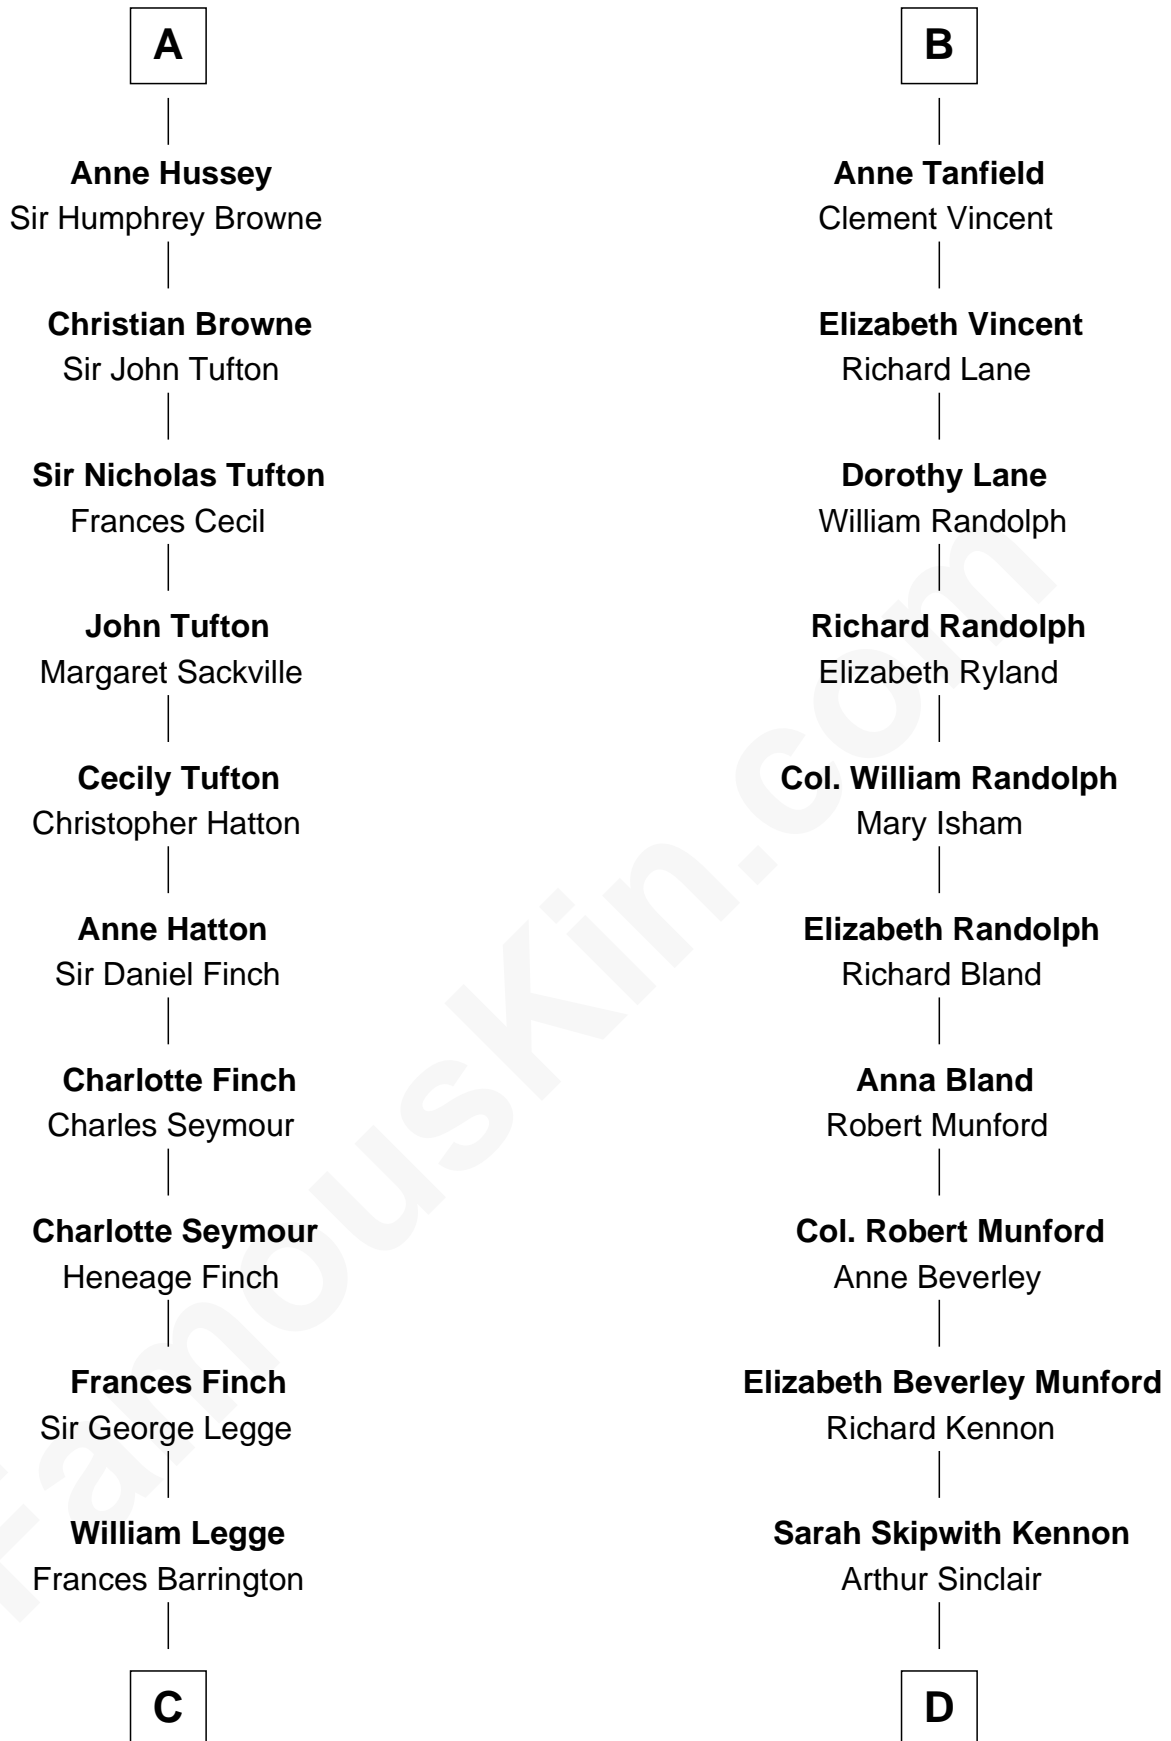 A
Anne Hussey
Sir Humphrey Browne
Christian Browne
Sir John Tufton
Sir Nicholas Tufton
Frances Cecil
John Tufton
Margaret Sackville
Cecily Tufton
Christopher Hatton
Anne Hatton
Sir Daniel Finch
Charlotte Finch
Charles Seymour
Charlotte Seymour
Heneage Finch
Frances Finch
Sir George Legge
William Legge
Frances Barrington
C
B
Anne Tanfield
Clement Vincent
Elizabeth Vincent
Richard Lane
Dorothy Lane
William Randolph
Richard Randolph
Elizabeth Ryland
Col. William Randolph
Mary Isham
Elizabeth Randolph
Richard Bland
Anna Bland
Robert Munford
Col. Robert Munford
Anne Beverley
Elizabeth Beverley Munford
Richard Kennon
Sarah Skipwith Kennon
Arthur Sinclair
D
FamousKin.com